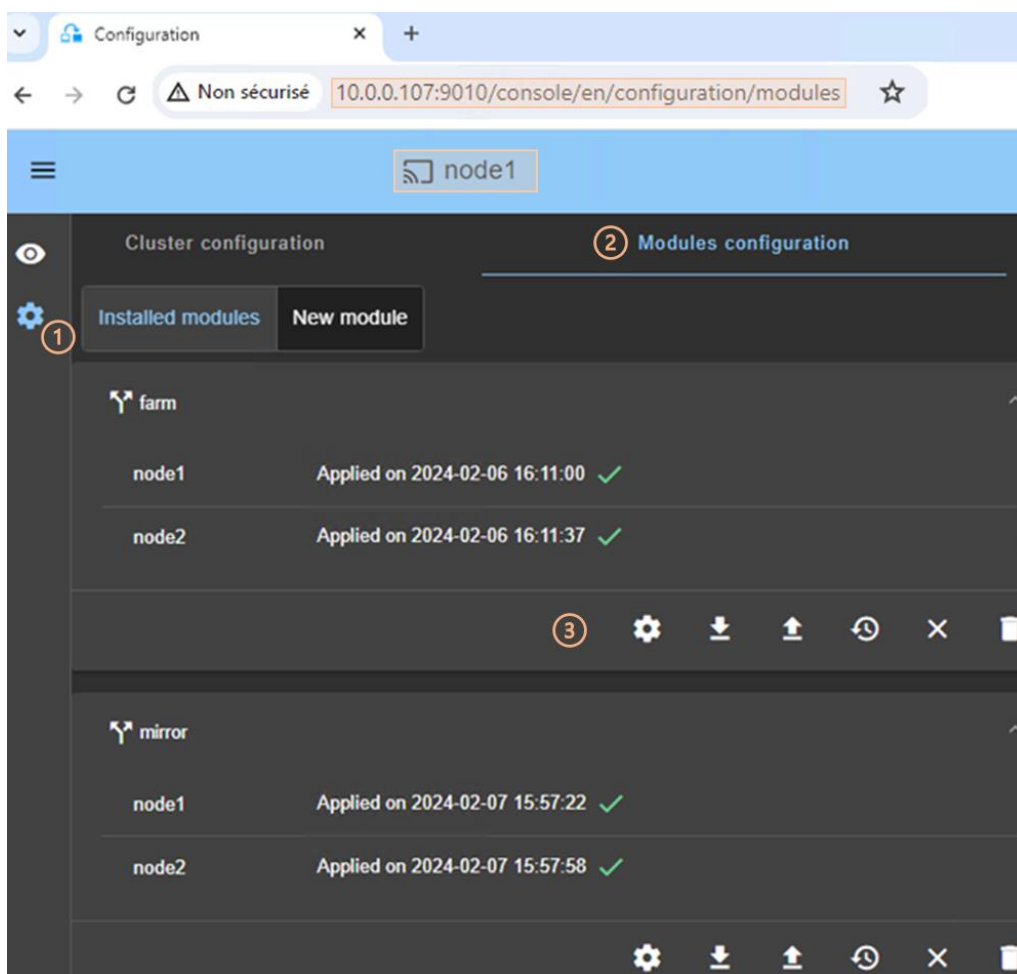 Configuration
Non sécurisé 10.0.0.107:9010/console/en/configuration/modules
node1
Cluster configuration 2 Modules configuration
1 Installed modules New module
farm
node1 Applied on 2024-02-06 16:11:00
node2 Applied on 2024-02-06 16:11:37
3
mirror
node1 Applied on 2024-02-07 15:57:22
node2 Applied on 2024-02-07 15:57:58